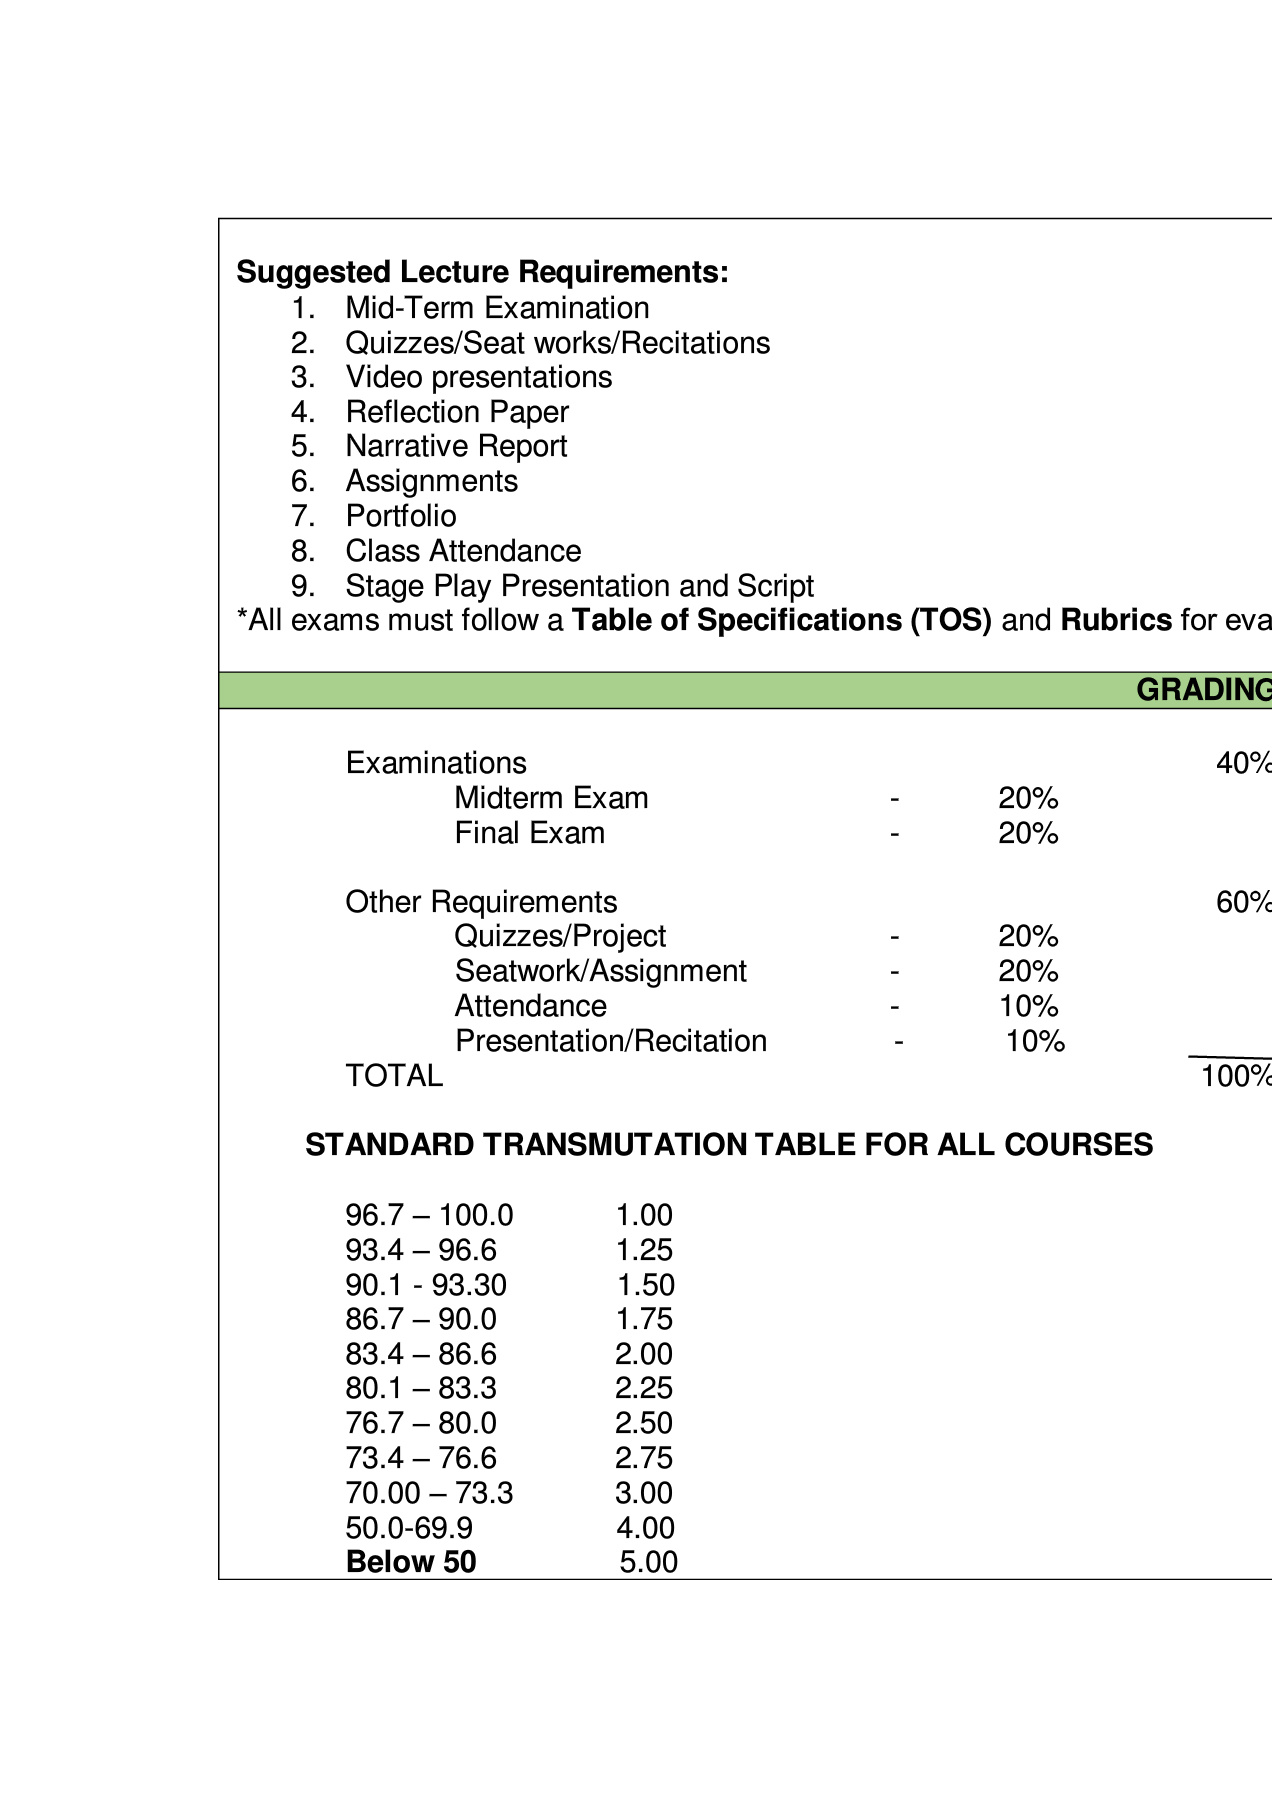 Suggested Lecture Requirements:
1. Mid-Term Examination
2. Quizzes/Seat works/Recitations
3. Video presentations
4. Reflection Paper
5. Narrative Report
6. Assignments
7. Portfolio
8. Class Attendance
9. Stage Play Presentation and Script
*All exams must follow a Table of Specifications (TOS) and Rubrics for eva
GRADING
Examinations 40%
Midterm Exam - 20%
Final Exam - 20%
Other Requirements 60%
Quizzes/Project - 20%
Seatwork/Assignment - 20%
Attendance - 10%
Presentation/Recitation - 10%
TOTAL 100%
STANDARD TRANSMUTATION TABLE FOR ALL COURSES
96.7 – 100.0 1.00
93.4 – 96.6 1.25
90.1 - 93.30 1.50
86.7 – 90.0 1.75
83.4 – 86.6 2.00
80.1 – 83.3 2.25
76.7 – 80.0 2.50
73.4 – 76.6 2.75
70.00 – 73.3 3.00
50.0-69.9 4.00
Below 50 5.00